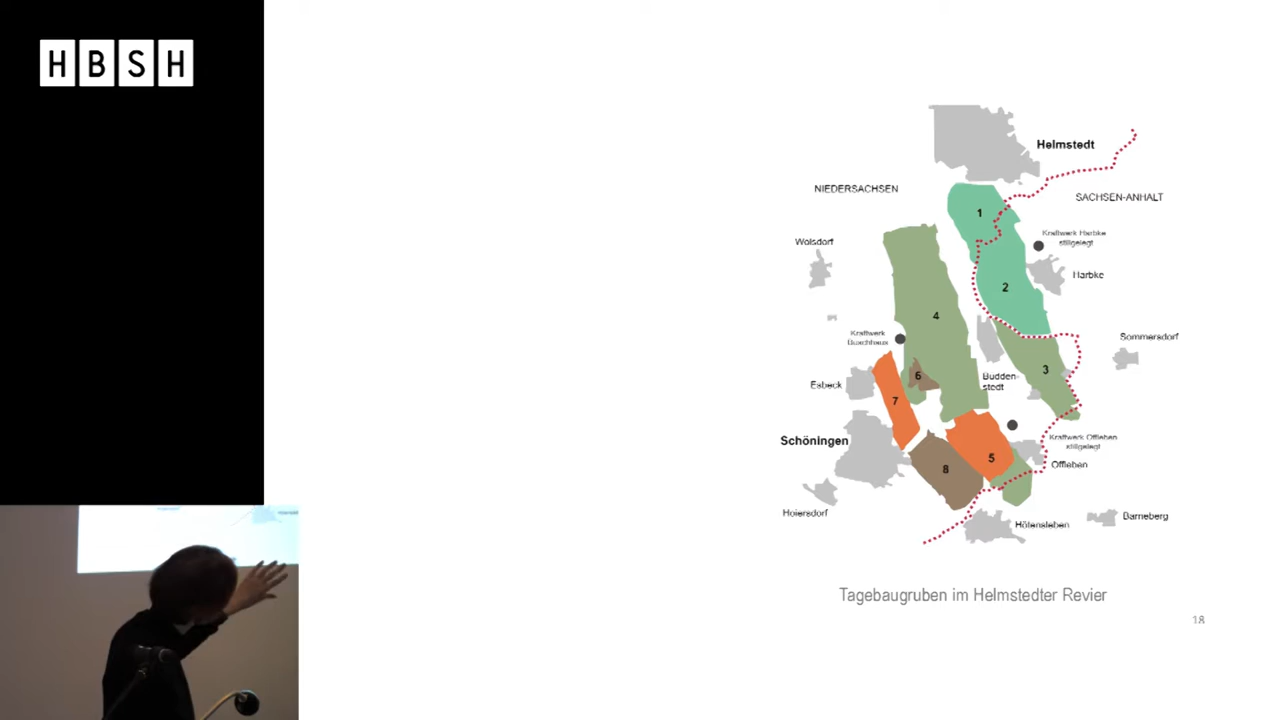 HBSH
Helmstedt
NIEDERSACHSEN
SACHSEN-ANHALT
1
Kraftwerk Harbke
stillgelegt
Wolsdorf
Harbke
2
4
Kraftwerk
Buschhaus
Sommersdorf
3
6
Budden-
stedt
Esbeck
7
Schöningen
Kraftwerk Offleben
stillgelegt
5
Offleben
8
Hoiersdorf
Hötensleben
Barneberg
Tagebaugruben im Helmstedter Revier
18